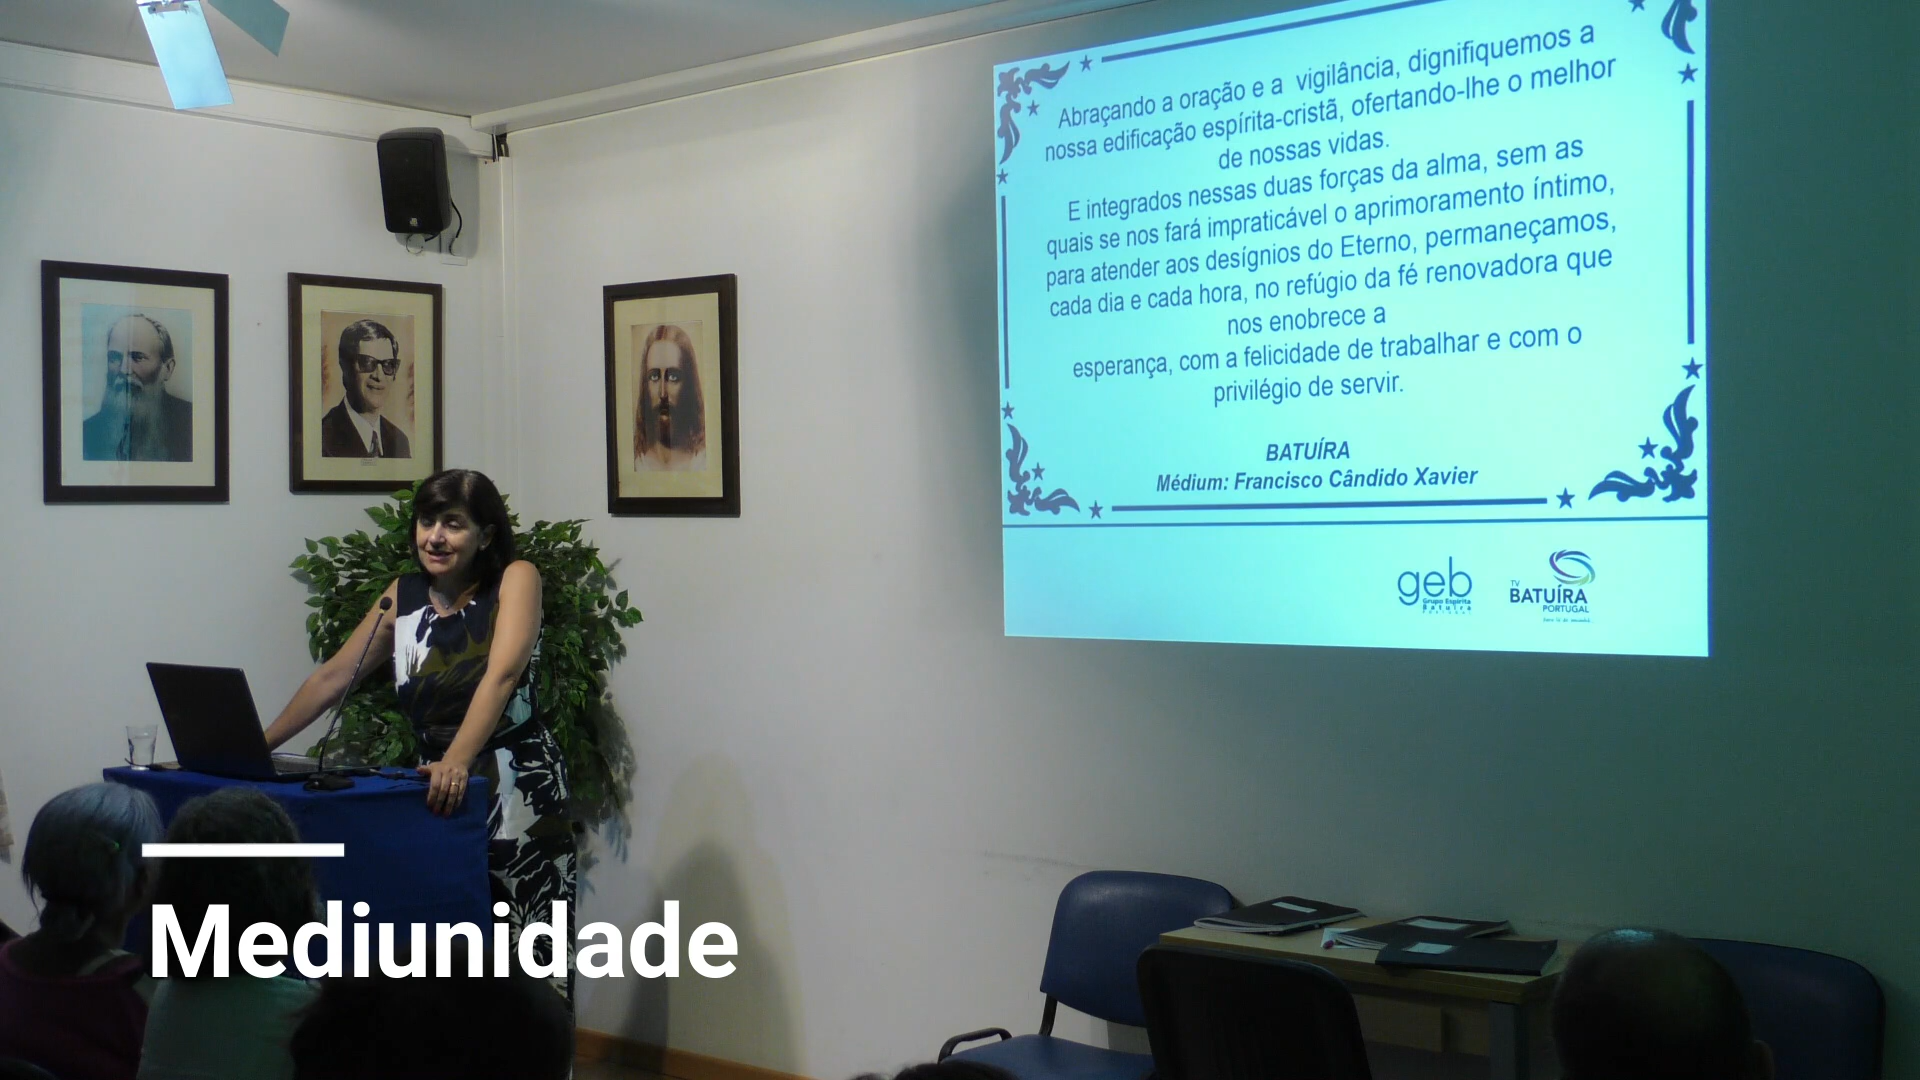 Abraçando a oração e a vigilância, dignifiquemos a
nossa edificação espírita-cristã, ofertando-lhe o melhor
de nossas vidas.
E integrados nessas duas forças da alma, sem as
quais se nos fará impraticável o aprimoramento íntimo,
para atender aos desígnios do Eterno, permaneçamos,
cada dia e cada hora, no refúgio da fé renovadora que
nos enobrece a
esperança, com a felicidade de trabalhar e com o
privilégio de servir.
BATUÍRA
Médium: Francisco Cândido Xavier
geb
Grupo Espírita
Batuíra
TV
BATUÍRA
PORTUGAL
Mediunidade